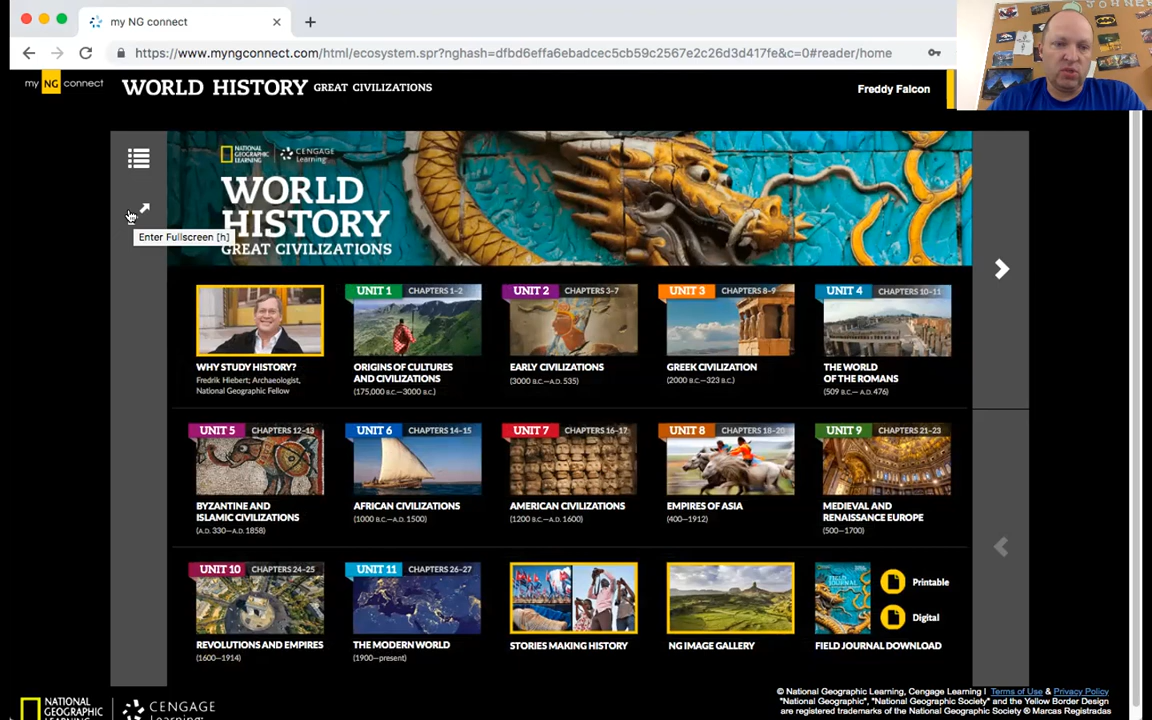 my NG connect
https://www.myngconnect.com/html/ecosystem.spr?nghash=dfbd6effa6ebadcec5cb59c2567e2c26d3d417fe&c=0#reader/home
my NG connect
WORLD HISTORY GREAT CIVILIZATIONS
Freddy Falcon
NATIONAL GEOGRAPHIC LEARNING
CENGAGE Learning
WORLD
HISTORY
GREAT CIVILIZATIONS
Enter Fullscreen [h]
UNIT 1 CHAPTERS 1–2
UNIT 2 CHAPTERS 3–7
UNIT 3 CHAPTERS 8–9
UNIT 4 CHAPTERS 10–11
WHY STUDY HISTORY?
Fredrik Hiebert; Archaeologist,
National Geographic Fellow
ORIGINS OF CULTURES
AND CIVILIZATIONS
(175,000 B.C.–3000 B.C.)
EARLY CIVILIZATIONS
(3000 B.C.–A.D. 535)
GREEK CIVILIZATION
(2000 B.C.–323 B.C.)
THE WORLD
OF THE ROMANS
(509 B.C.– A.D. 476)
UNIT 5 CHAPTERS 12–13
UNIT 6 CHAPTERS 14–15
UNIT 7 CHAPTERS 16–17
UNIT 8 CHAPTERS 18–20
UNIT 9 CHAPTERS 21–23
BYZANTINE AND
ISLAMIC CIVILIZATIONS
(A.D. 330–A.D. 1858)
AFRICAN CIVILIZATIONS
(1000 B.C.–A.D. 1500)
AMERICAN CIVILIZATIONS
(1200 B.C.–A.D. 1600)
EMPIRES OF ASIA
(400–1912)
MEDIEVAL AND
RENAISSANCE EUROPE
(500–1700)
UNIT 10 CHAPTERS 24–25
UNIT 11 CHAPTERS 26–27
FIELD JOURNAL
Printable
Digital
REVOLUTIONS AND EMPIRES
(1600–1914)
THE MODERN WORLD
(1900–present)
STORIES MAKING HISTORY
NG IMAGE GALLERY
FIELD JOURNAL DOWNLOAD
NATIONAL
GEOGRAPHIC
LEARNING
CENGAGE
Learning
© National Geographic Learning, Cengage Learning | Terms of Use & Privacy Policy
"National Geographic", "National Geographic Society" and the Yellow Border Design
are registered trademarks of the National Geographic Society ® Marcas Registradas